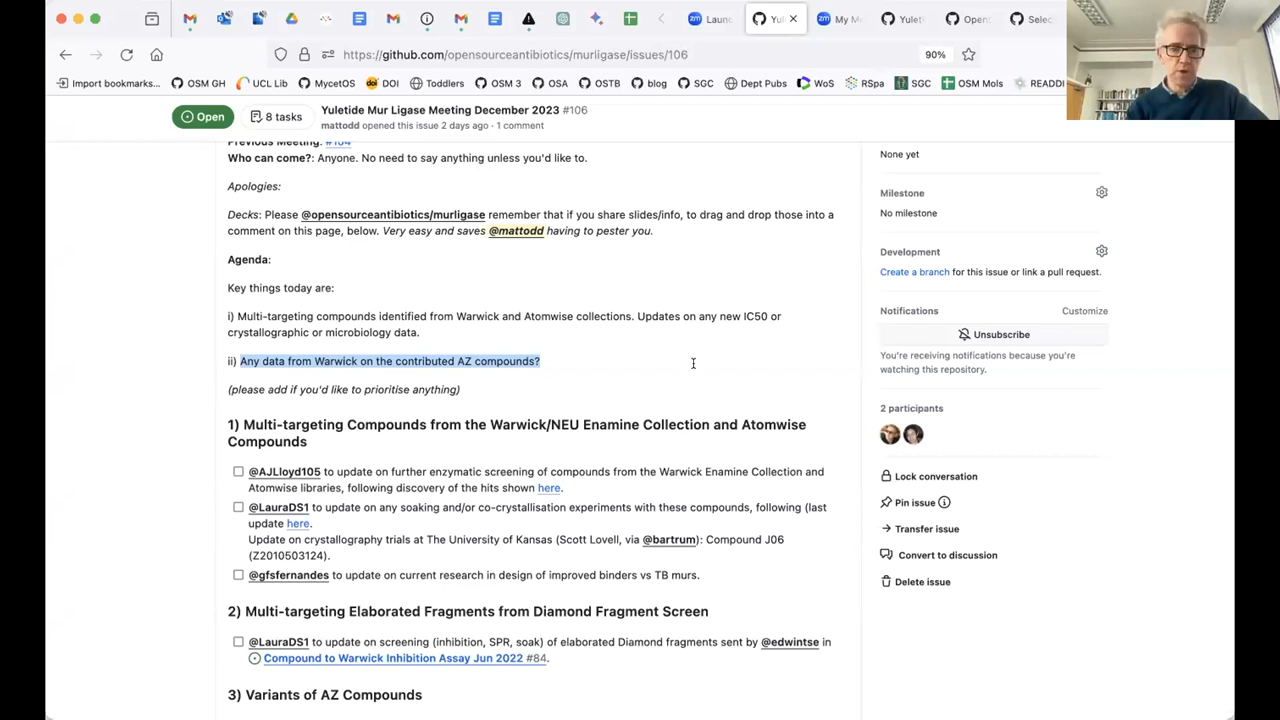 Launc
Yul
My M
Yulet
Open
Selec
https://github.com/opensourceantibiotics/murligase/issues/106
90%
Import bookmarks...
OSM GH
UCL Lib
MycetOS
DOI
Toddlers
OSM 3
OSA
OSTB
blog
SGC
Dept Pubs
WoS
RSpa
SGC
OSM Mols
READDI
Open
8 tasks
Yuletide Mur Ligase Meeting December 2023 #106
mattodd opened this issue 2 days ago · 1 comment
Previous Meeting: #104
Who can come?: Anyone. No need to say anything unless you'd like to.
Apologies:
Decks: Please @opensourceantibiotics/murligase remember that if you share slides/info, to drag and drop those into a
comment on this page, below. Very easy and saves @mattodd having to pester you.
Agenda:
Key things today are:
i) Multi-targeting compounds identified from Warwick and Atomwise collections. Updates on any new IC50 or
crystallographic or microbiology data.
ii) Any data from Warwick on the contributed AZ compounds?
(please add if you'd like to prioritise anything)
1) Multi-targeting Compounds from the Warwick/NEU Enamine Collection and Atomwise
Compounds
@AJLloyd105 to update on further enzymatic screening of compounds from the Warwick Enamine Collection and
Atomwise libraries, following discovery of the hits shown here.
@LauraDS1 to update on any soaking and/or co-crystallisation experiments with these compounds, following (last
update here.
Update on crystallography trials at The University of Kansas (Scott Lovell, via @bartrum): Compound J06
(Z2010503124).
@gfsfernandes to update on current research in design of improved binders vs TB murs.
2) Multi-targeting Elaborated Fragments from Diamond Fragment Screen
@LauraDS1 to update on screening (inhibition, SPR, soak) of elaborated Diamond fragments sent by @edwintse in
Compound to Warwick Inhibition Assay Jun 2022 #84.
3) Variants of AZ Compounds
None yet
Milestone
No milestone
Development
Create a branch for this issue or link a pull request.
Notifications
Customize
Unsubscribe
You're receiving notifications because you're
watching this repository.
2 participants
Lock conversation
Pin issue
Transfer issue
Convert to discussion
Delete issue